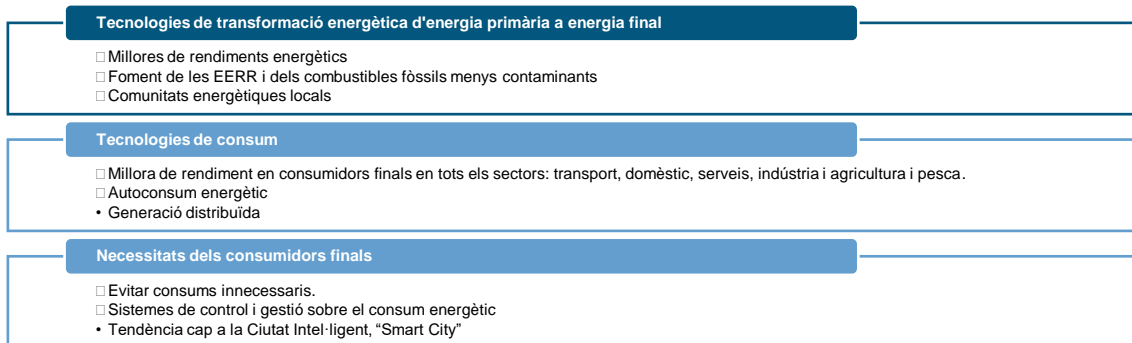 Tecnologies de transformació energètica d'energia primària a energia final
□ Millores de rendiments energètics
□ Foment de les EERR i dels combustibles fòssils menys contaminants
□ Comunitats energètiques locals
Tecnologies de consum
□ Millora de rendiment en consumidors finals en tots els sectors: transport, domèstic, serveis, indústria i agricultura i pesca.
□ Autoconsum energètic
• Generació distribuïda
Necessitats dels consumidors finals
□ Evitar consums innecessaris.
□ Sistemes de control i gestió sobre el consum energètic
• Tendència cap a la Ciutat Intel·ligent, “Smart City”